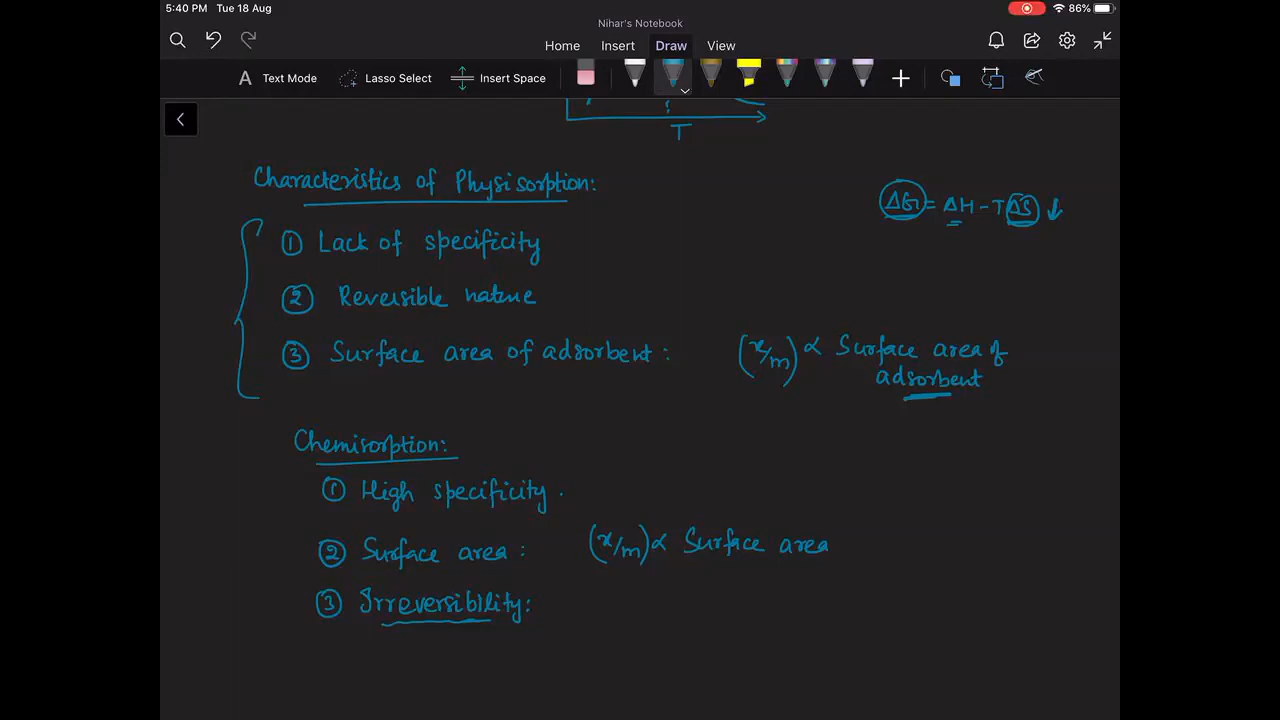 5:40 PM Tue 18 Aug
86%
Nihar's Notebook
Home Insert Draw View
A Text Mode Lasso Select Insert Space
T
Characteristics of Physisorption:
ΔG = ΔH - TΔS ↓
① Lack of specificity
② Reversible nature
③ Surface area of adsorbent : (x/m) ∝ Surface area of
adsorbent
Chemisorption:
① High specificity.
② Surface area : (x/m) ∝ Surface area
③ Irreversibility: